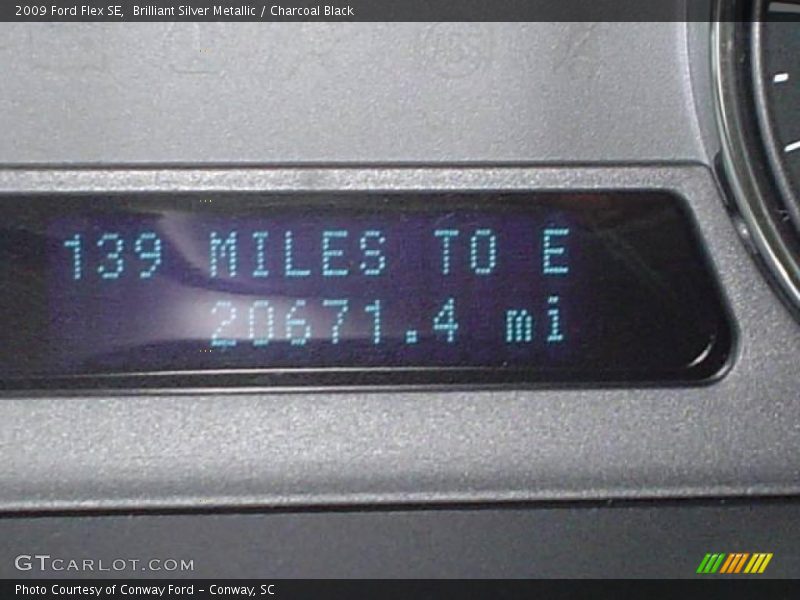 2009 Ford Flex SE, Brilliant Silver Metallic / Charcoal Black
139 MILES TO E
20671.4 mi
GTCARLOT.COM
Photo Courtesy of Conway Ford - Conway, SC